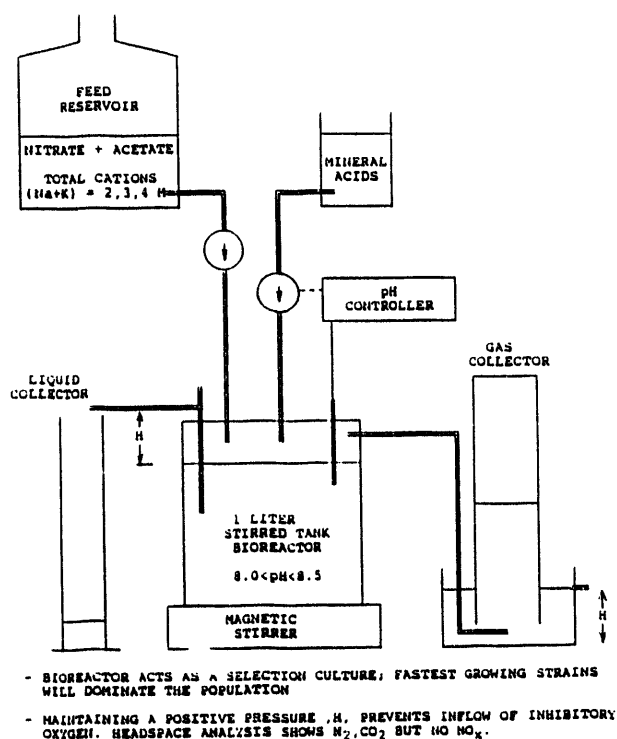 FEED
RESERVOIR
NITRATE + ACETATE
TOTAL CATIONS
(Na+K) = 2,3,4 M
MINERAL
ACIDS
pH
CONTROLLER
GAS
COLLECTOR
LIQUID
COLLECTOR
H
1 LITER
STIRRED TANK
BIOREACTOR
8.0<pH<8.5
H
MAGNETIC
STIRRER
- BIOREACTOR ACTS AS A SELECTION CULTURE; FASTEST GROWING STRAINS
WILL DOMINATE THE POPULATION
- MAINTAINING A POSITIVE PRESSURE ,H, PREVENTS INFLOW OF INHIBITORY
OXYGEN. HEADSPACE ANALYSIS SHOWS N₂,CO₂ BUT NO NOₓ.